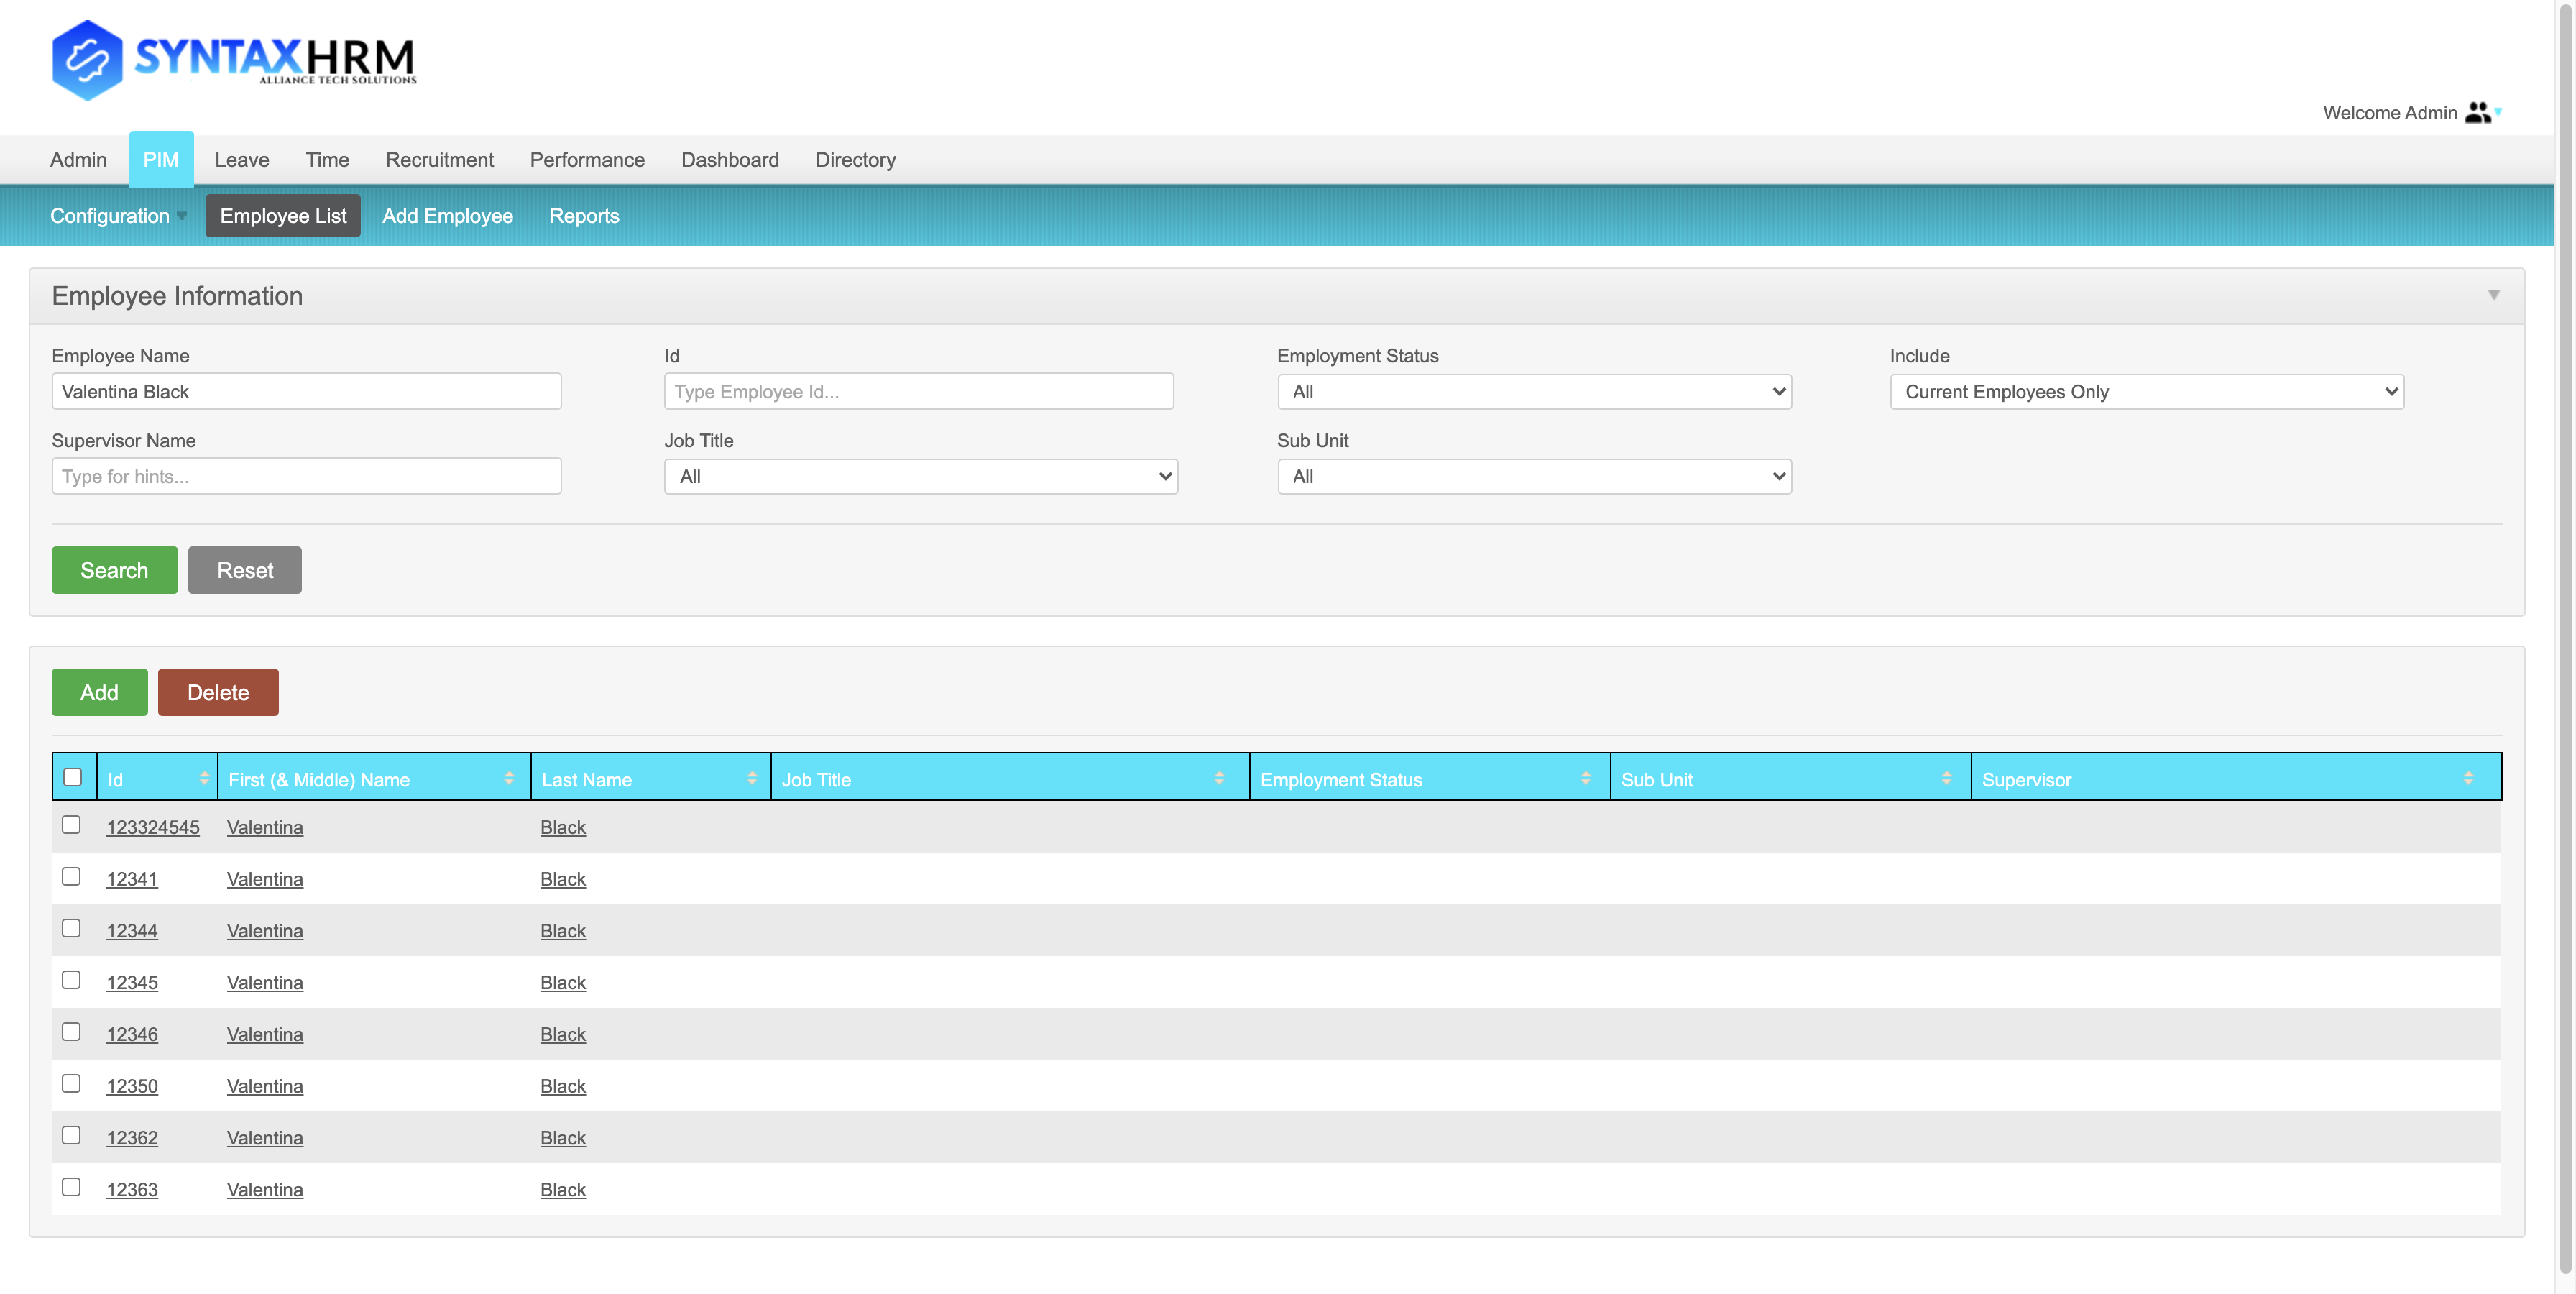 SYNTAXHRM
ALLIANCE TECH SOLUTIONS
Welcome Admin
Admin PIM Leave Time Recruitment Performance Dashboard Directory
Configuration Employee List Add Employee Reports
Employee Information
Employee Name Id Employment Status Include
Valentina Black Type Employee Id... All Current Employees Only
Supervisor Name Job Title Sub Unit
Type for hints... All All
Search Reset
Add Delete
Id First (& Middle) Name Last Name Job Title Employment Status Sub Unit Supervisor
123324545 Valentina Black
12341 Valentina Black
12344 Valentina Black
12345 Valentina Black
12346 Valentina Black
12350 Valentina Black
12362 Valentina Black
12363 Valentina Black